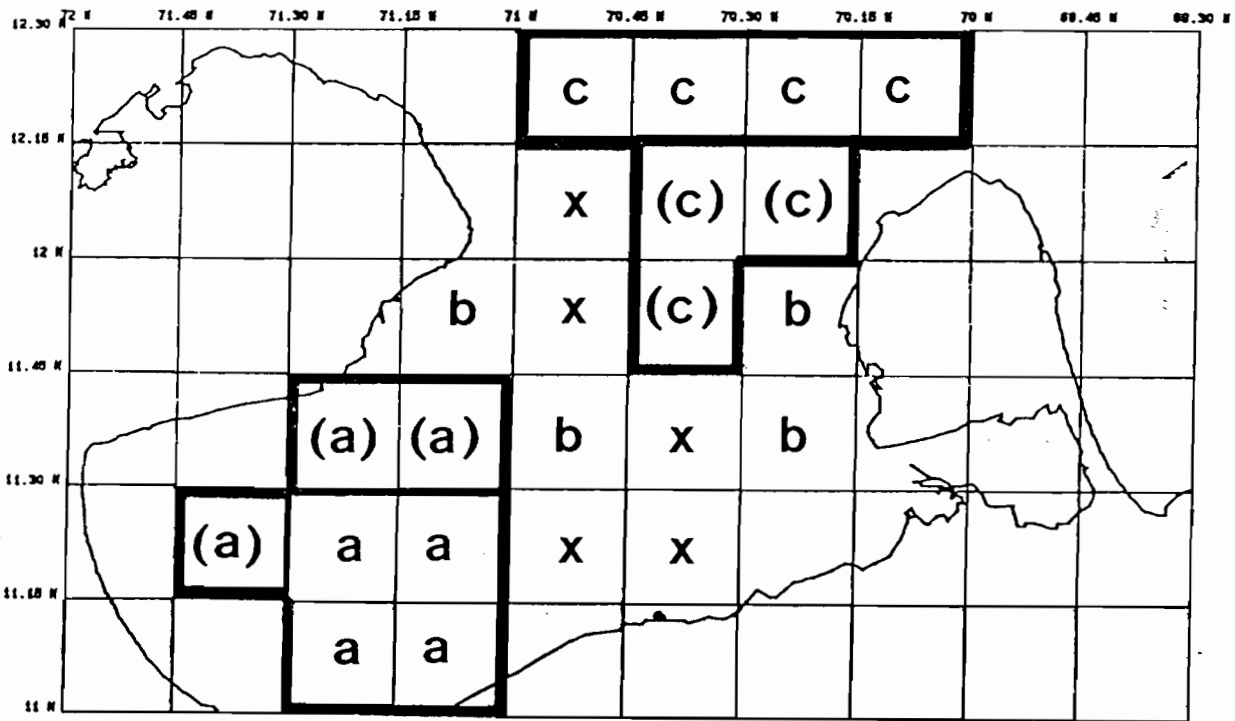 72 W 71.45 W 71.30 W 71.15 W 71 W 70.45 W 70.30 W 70.15 W 70 W 69.45 W 69.30 W
12.30 N
c c c c
12.15 N
x (c) (c)
12 N
b x (c) b
11.45 N
(a) (a) b x b
11.30 N
(a) a a x x
11.15 N
a a
11 N